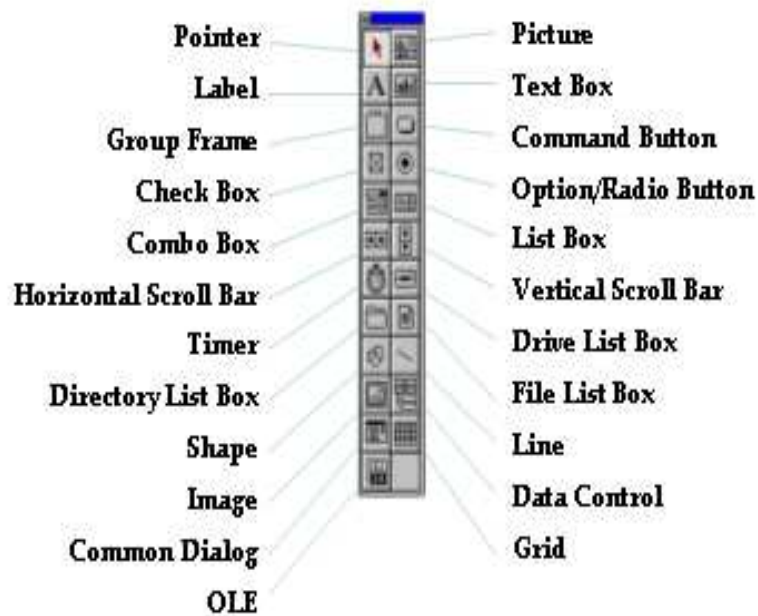 Pointer
Picture
Label
Text Box
Group Frame
Command Button
Check Box
Option/Radio Button
Combo Box
List Box
Horizontal Scroll Bar
Vertical Scroll Bar
Timer
Drive List Box
Directory List Box
File List Box
Shape
Line
Image
Data Control
Common Dialog
Grid
OLE